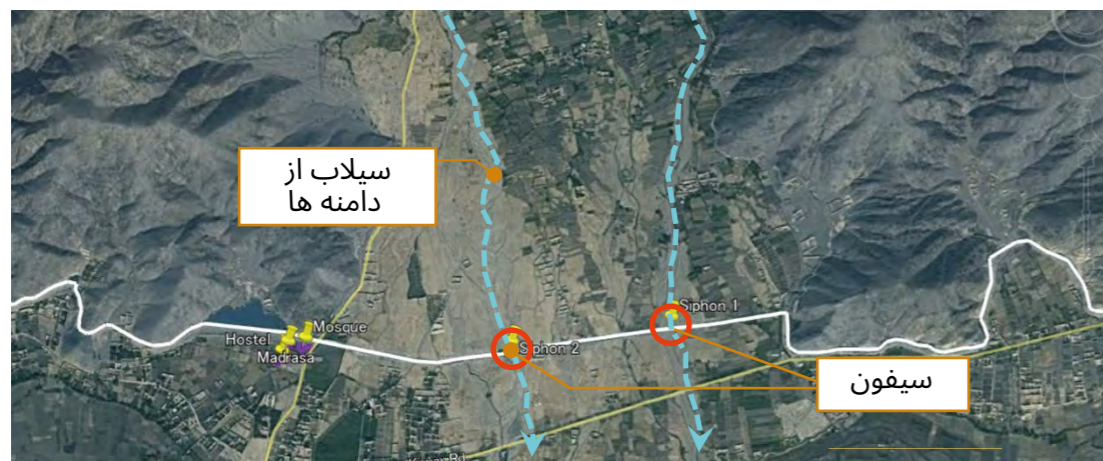 سیلاب از
دامنه ها
Siphon 1
Mosque
Hostel
Madrasa
Siphon 2
سیفون